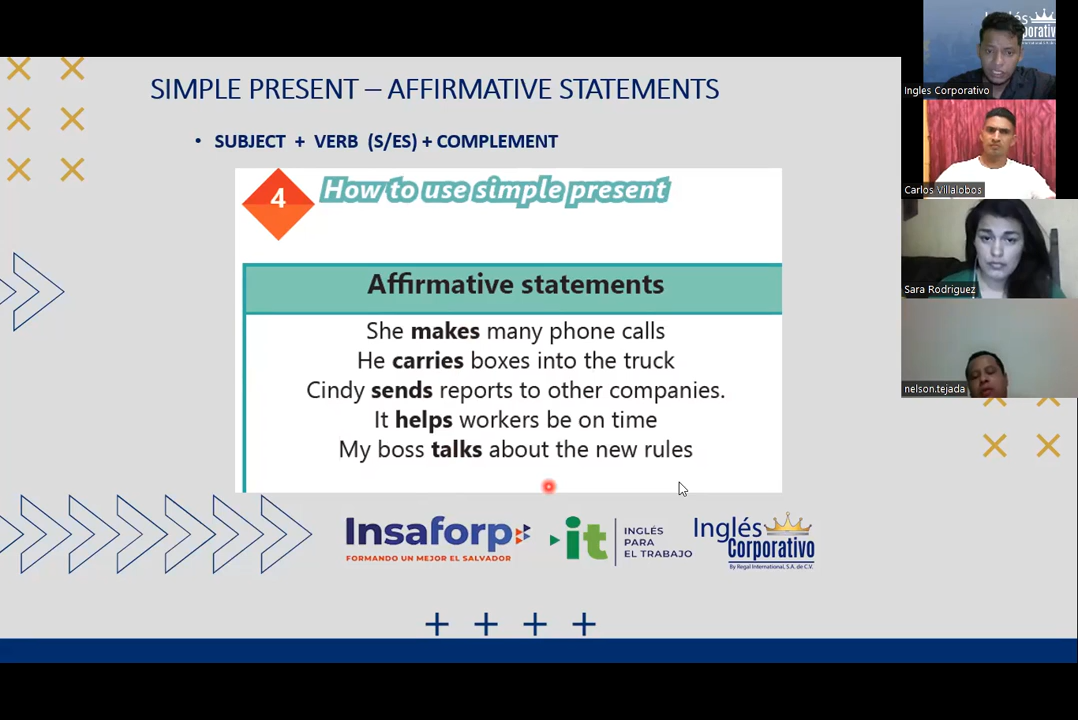 SIMPLE PRESENT – AFFIRMATIVE STATEMENTS
• SUBJECT + VERB (S/ES) + COMPLEMENT
4
How to use simple present
Affirmative statements
She makes many phone calls
He carries boxes into the truck
Cindy sends reports to other companies.
It helps workers be on time
My boss talks about the new rules
Insaforp
FORMANDO UN MEJOR EL SALVADOR
it
INGLÉS
PARA
EL TRABAJO
Inglés
Corporativo
By Regal International, S.A. de C.V.
Inglés
Corporativo
Ingles Corporativo
Carlos Villalobos
Sara Rodriguez
nelson.tejada